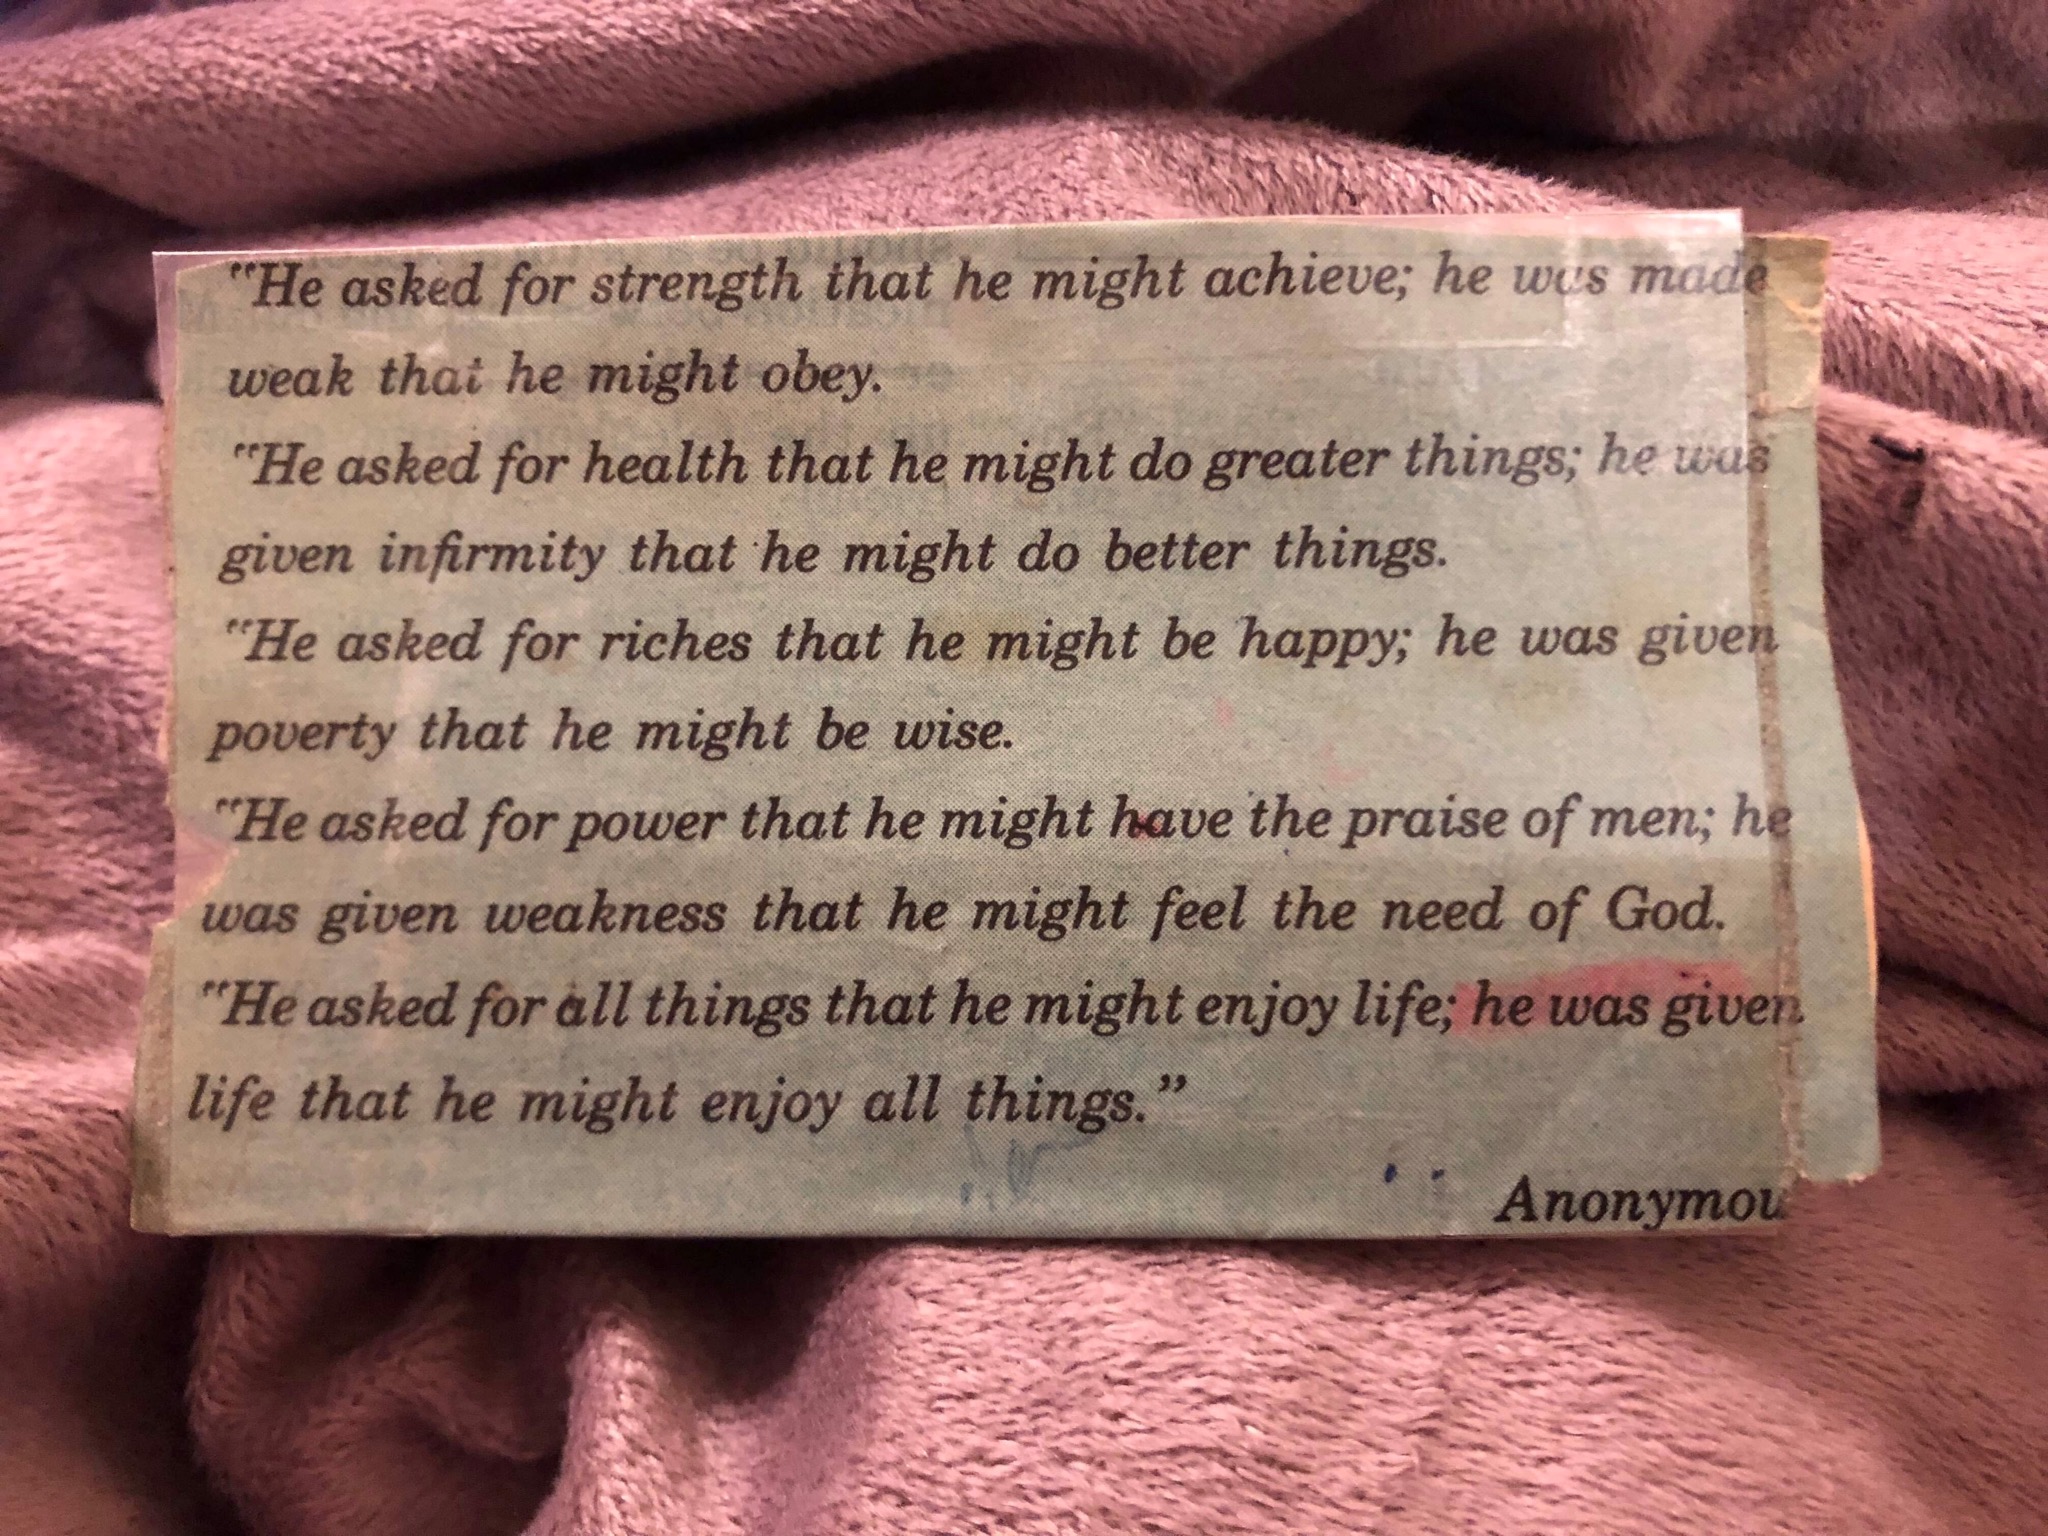 "He asked for strength that he might achieve; he was made
weak that he might obey.
"He asked for health that he might do greater things; he was
given infirmity that he might do better things.
"He asked for riches that he might be happy; he was given
poverty that he might be wise.
"He asked for power that he might have the praise of men; he
was given weakness that he might feel the need of God.
"He asked for all things that he might enjoy life; he was given
life that he might enjoy all things."
Anonymou